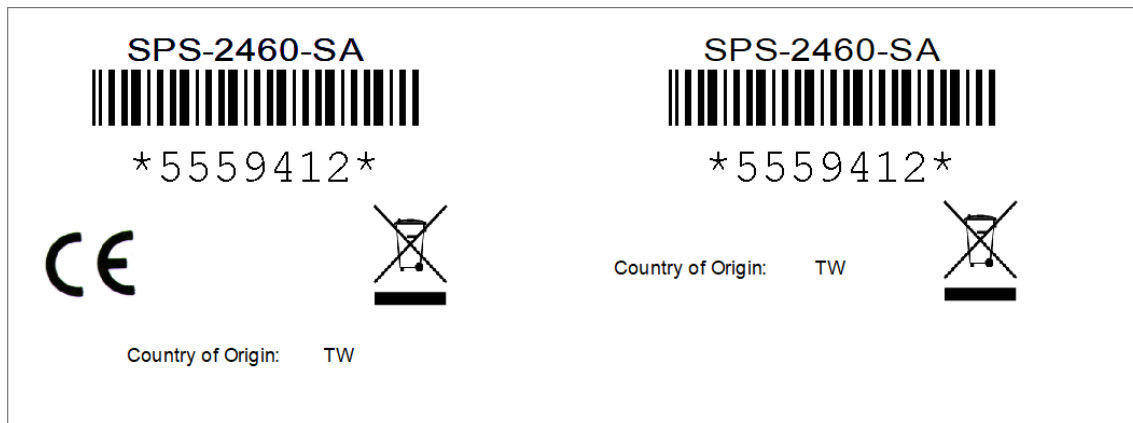 SPS-2460-SA
*5559412*
CE
Country of Origin: TW
SPS-2460-SA
*5559412*
Country of Origin: TW